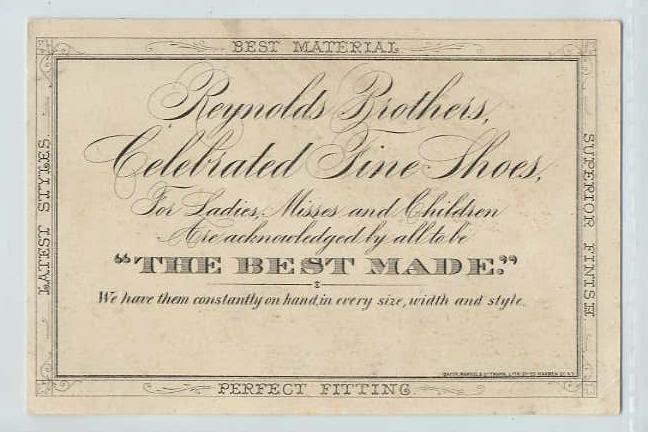 BEST MATERIAL
LATEST STYLES.
Reynolds Brothers,
Celebrated Fine Shoes,
For Ladies, Misses and Children
Are acknowledged by all to be
"THE BEST MADE."
We have them constantly on hand, in every size, width and style.
SUPERIOR FINISH
PERFECT FITTING